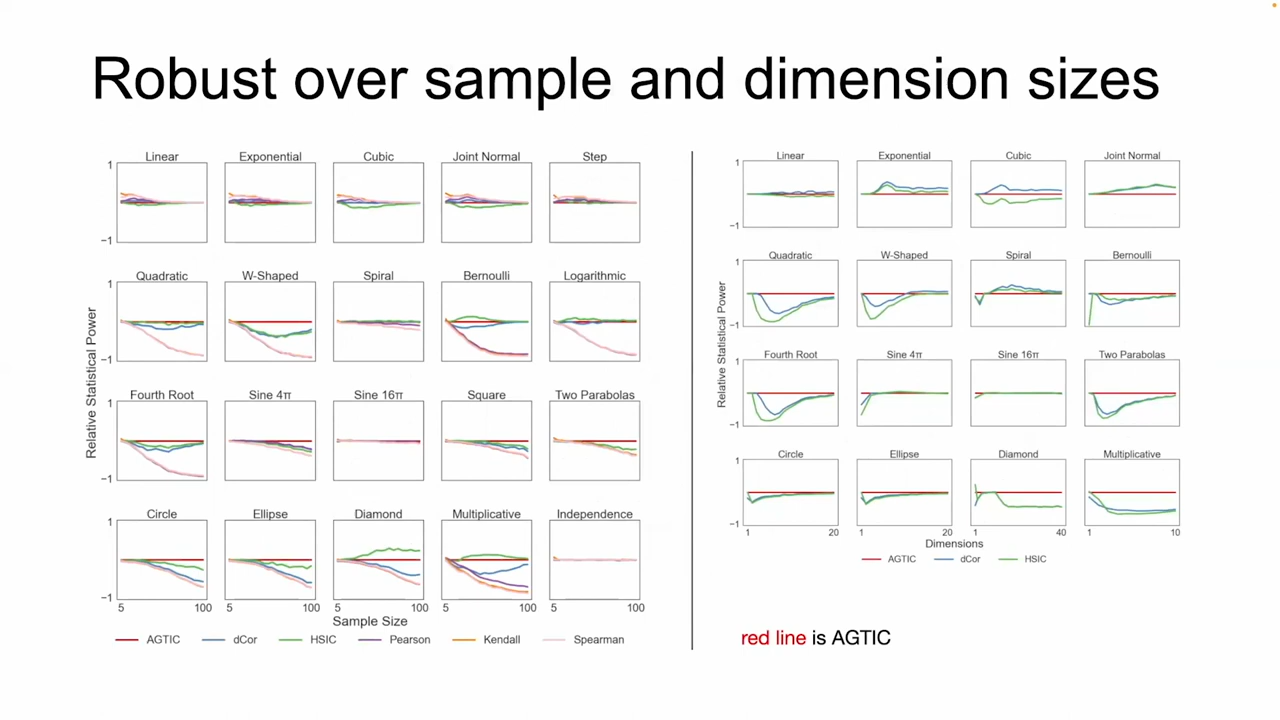 Robust over sample and dimension sizes
Linear Exponential Cubic Joint Normal Step
1
−1
Quadratic W-Shaped Spiral Bernoulli Logarithmic
1
−1
Fourth Root Sine 4π Sine 16π Square Two Parabolas
1
−1
Circle Ellipse Diamond Multiplicative Independence
1
−1
5 100 5 100 5 100 5 100 5 100
Relative Statistical Power
Sample Size
AGTIC dCor HSIC Pearson Kendall Spearman
Linear Exponential Cubic Joint Normal
1
−1
Quadratic W-Shaped Spiral Bernoulli
1
−1
Fourth Root Sine 4π Sine 16π Two Parabolas
1
−1
Circle Ellipse Diamond Multiplicative
1
−1
1 20 1 20 1 40 1 10
Relative Statistical Power
Dimensions
AGTIC dCor HSIC
red line is AGTIC